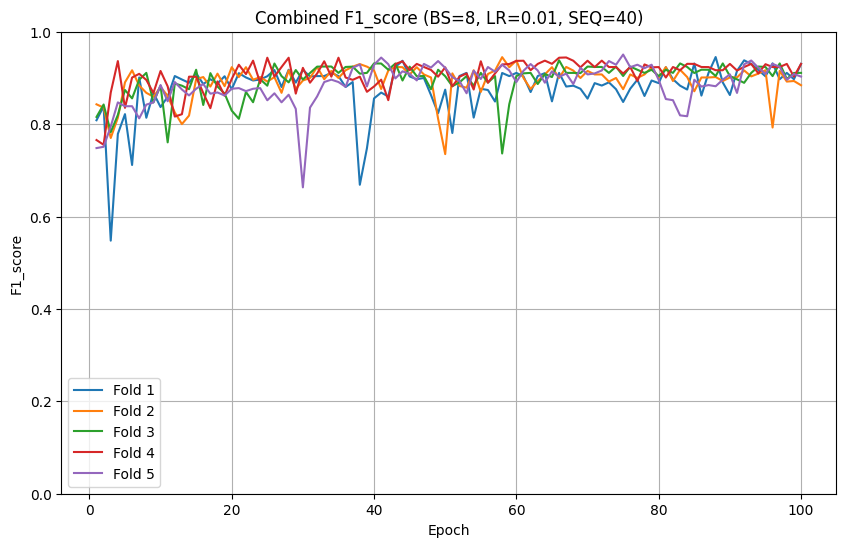 Combined F1_score (BS=8, LR=0.01, SEQ=40)
1.0
0.8
0.6
0.4
0.2
0.0
F1_score
Fold 1
Fold 2
Fold 3
Fold 4
Fold 5
0 20 40 60 80 100
Epoch